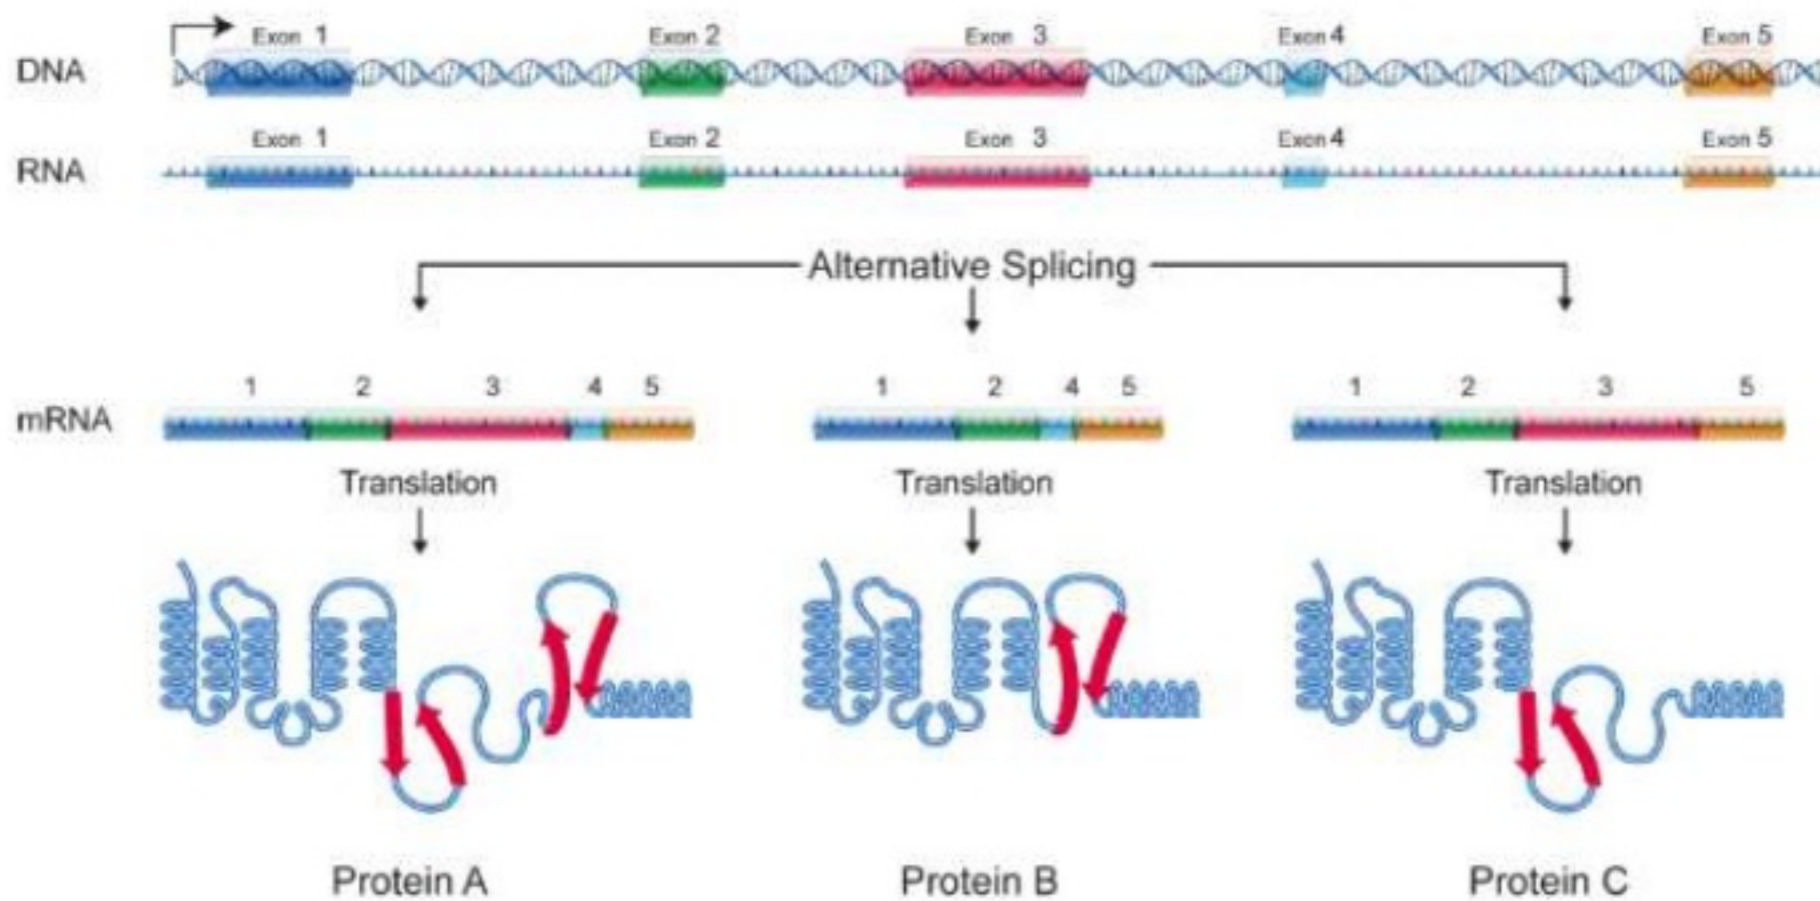 Exon 1 Exon 2 Exon 3 Exon 4 Exon 5
DNA
Exon 1 Exon 2 Exon 3 Exon 4 Exon 5
RNA
Alternative Splicing
1 2 3 4 5 1 2 4 5 1 2 3 5
mRNA
Translation Translation Translation
Protein A Protein B Protein C